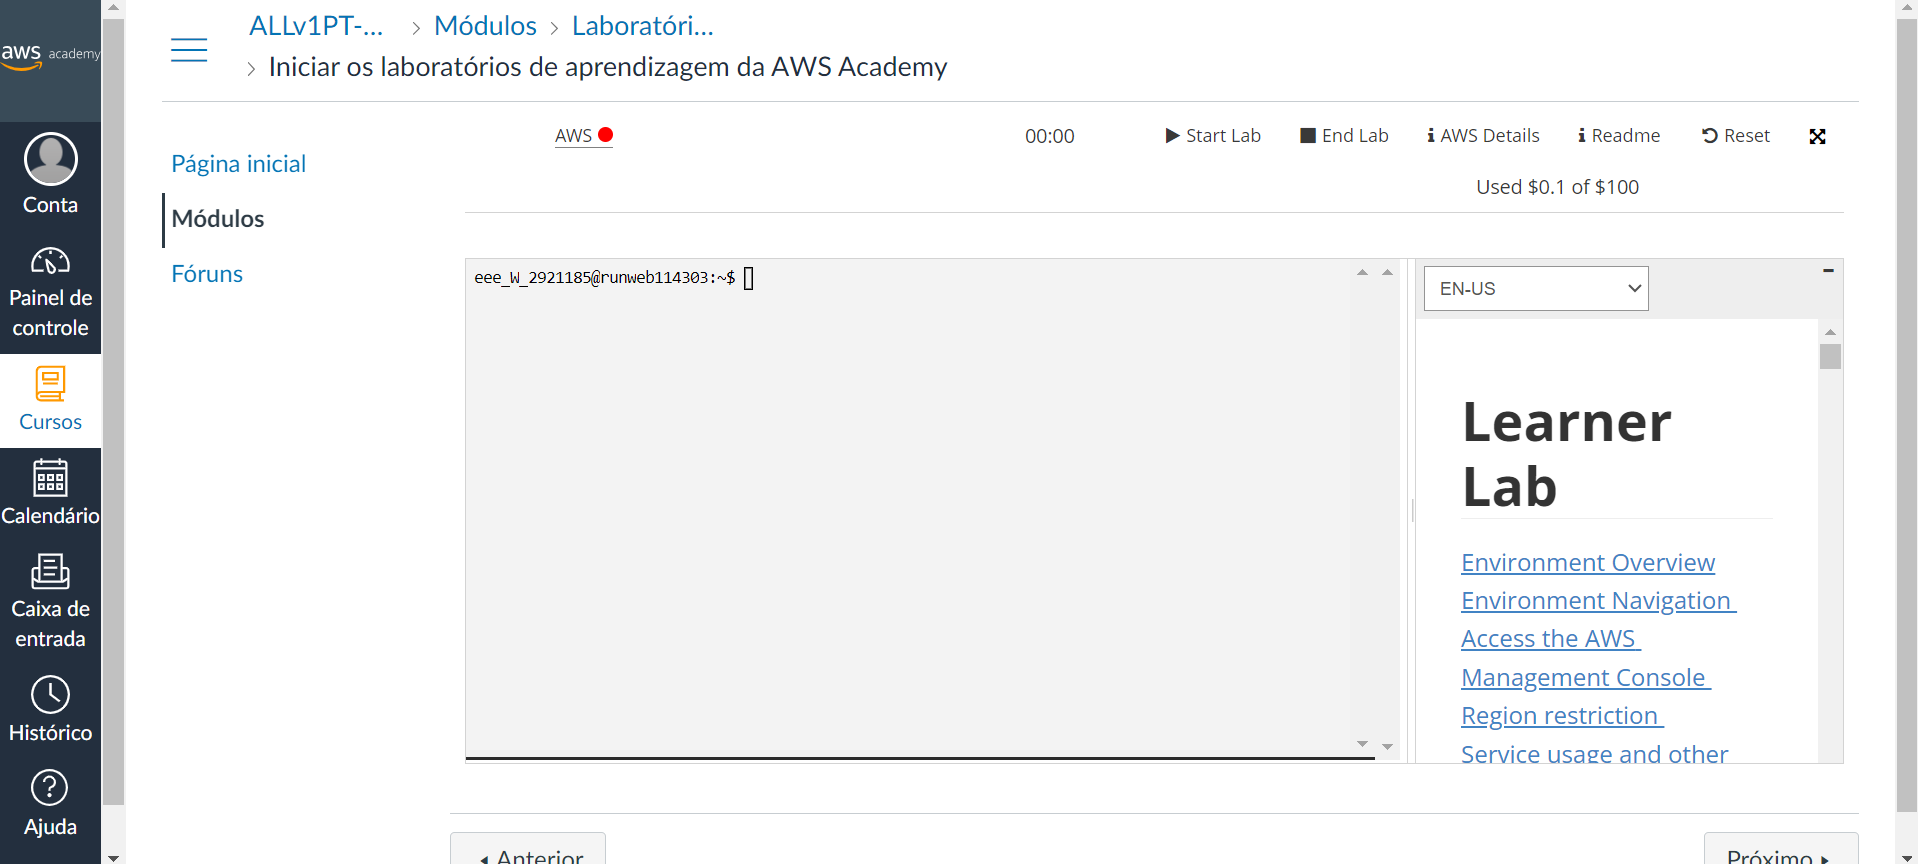 aws academy
Conta
Painel de
controle
Cursos
Calendário
Caixa de
entrada
Histórico
Ajuda
ALLv1PT-... > Módulos > Laboratóri...
> Iniciar os laboratórios de aprendizagem da AWS Academy
Página inicial
Módulos
Fóruns
AWS 00:00 Start Lab End Lab AWS Details Readme Reset
Used $0.1 of $100
eee_W_2921185@runweb114303:~$
EN-US
Learner
Lab
Environment Overview
Environment Navigation
Access the AWS
Management Console
Region restriction
Service usage and other
Anterior Próximo